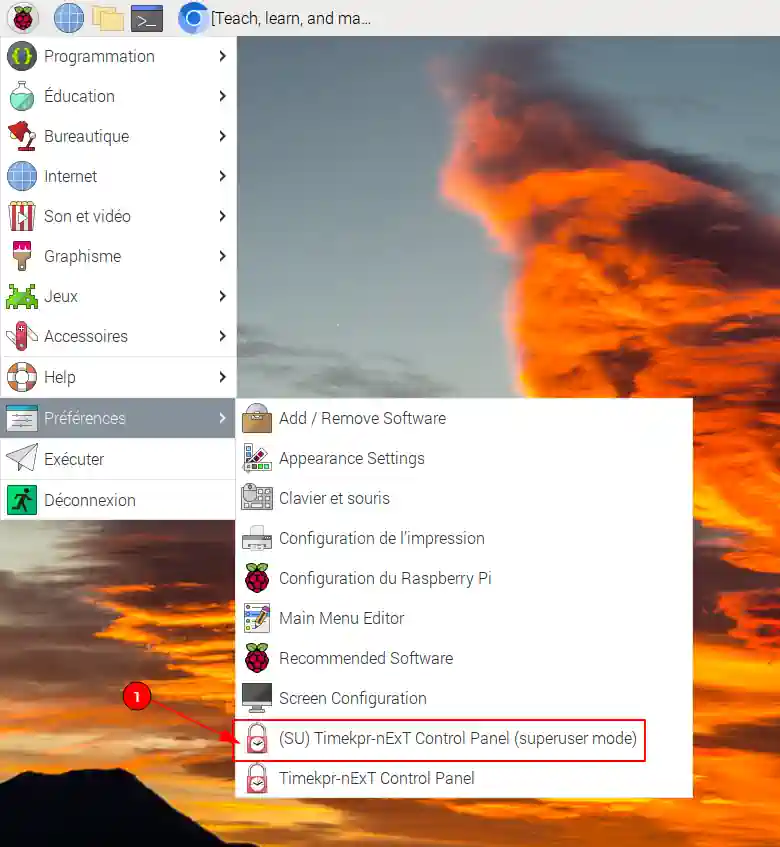 [Teach, learn, and ma...
Programmation
Éducation
Bureautique
Internet
Son et vidéo
Graphisme
Jeux
Accessoires
Help
Préférences
Exécuter
Déconnexion
Add / Remove Software
Appearance Settings
Clavier et souris
Configuration de l'impression
Configuration du Raspberry Pi
Main Menu Editor
Recommended Software
Screen Configuration
1
(SU) Timekpr-nExT Control Panel (superuser mode)
Timekpr-nExT Control Panel